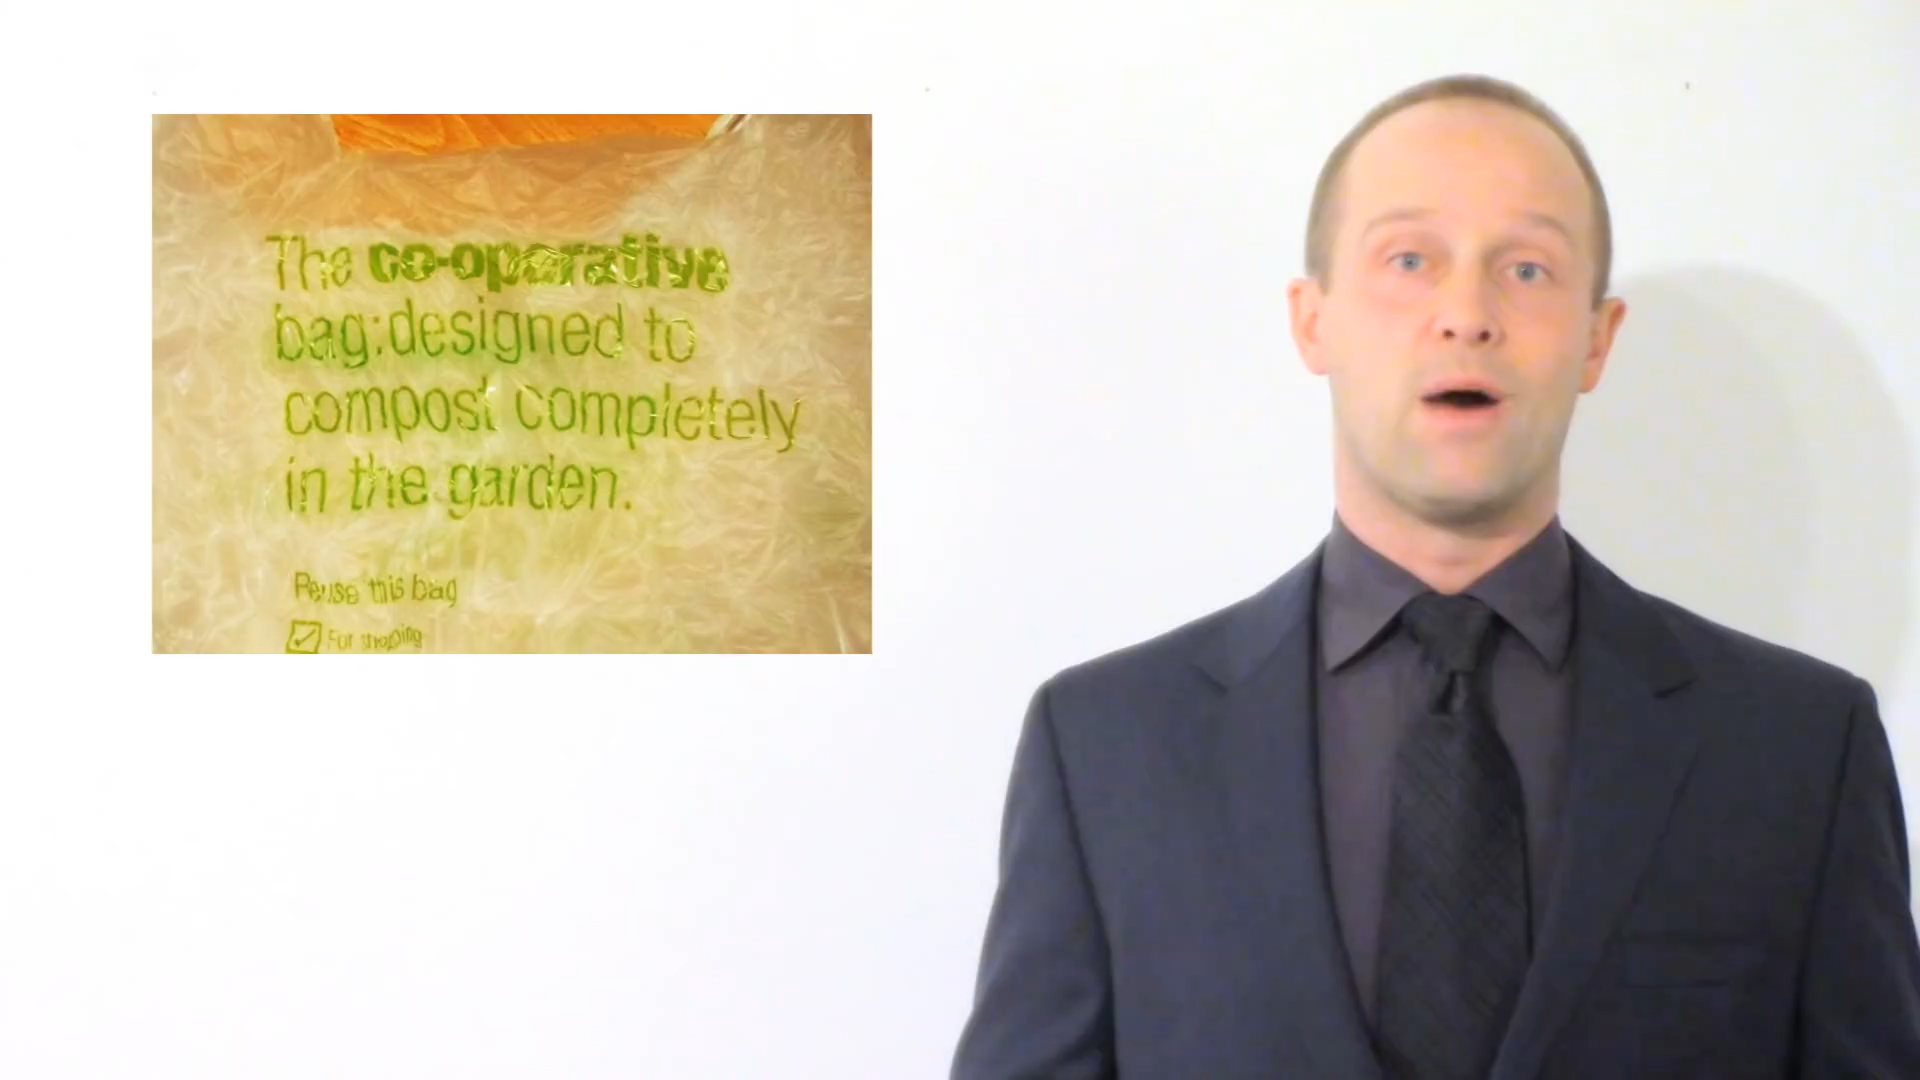 The co-operative
bag:designed to
compost completely
in the garden.
Reuse this bag
For shopping